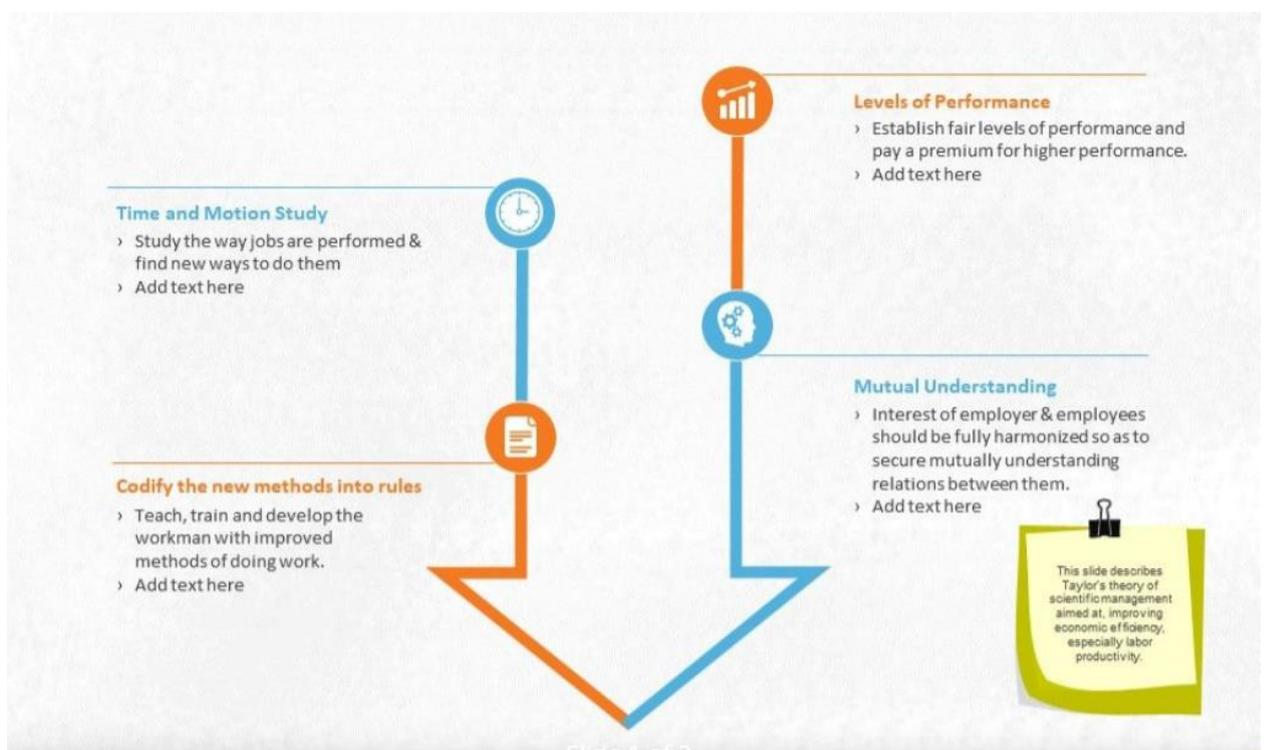 Time and Motion Study
› Study the way jobs are performed &
find new ways to do them
› Add text here
Codify the new methods into rules
› Teach, train and develop the
workman with improved
methods of doing work.
› Add text here
Levels of Performance
› Establish fair levels of performance and
pay a premium for higher performance.
› Add text here
Mutual Understanding
› Interest of employer & employees
should be fully harmonized so as to
secure mutually understanding
relations between them.
› Add text here
This slide describes
Taylor's theory of
scientific management
aimed at, improving
economic efficiency,
especially labor
productivity.